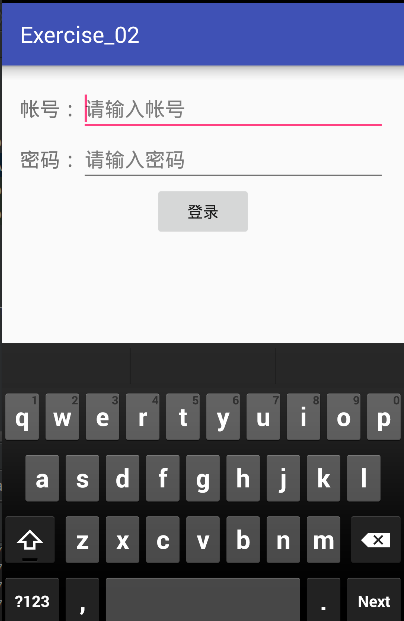 Exercise_02
帐号： 请输入帐号
密码： 请输入密码
登录
1 2 3 4 5 6 7 8 9 0
q w e r t y u i o p
a s d f g h j k l
z x c v b n m
?123 , . Next